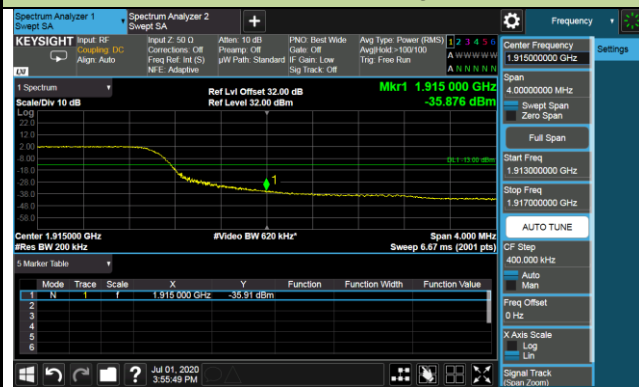 Spectrum Analyzer 1
Swept SA
Spectrum Analyzer 2
Swept SA
Frequency
KEYSIGHT
Input: RF
Coupling: DC
Align: Auto
Input Z: 50 Ω
Corrections: Off
Freq Ref: Int (S)
NFE: Adaptive
Atten: 10 dB
Preamp: Off
µW Path: Standard
PNO: Best Wide
Gate: Off
IF Gain: Low
Sig Track: Off
Avg Type: Power (RMS)
Avg|Hold:>100/100
Trig: Free Run
1 2 3 4 5 6
A W W W W W
A N N N N N
LXI
1 Spectrum
Scale/Div 10 dB
Ref Lvl Offset 32.00 dB
Ref Level 32.00 dBm
Mkr1 1.915 000 GHz
-35.876 dBm
Log
22.0
12.0
2.00
-8.00
-18.0
-28.0
-38.0
-48.0
-58.0
DL1 -13.00 dBm
1
Center 1.915000 GHz
#Res BW 200 kHz
#Video BW 620 kHz*
Span 4.000 MHz
Sweep 6.67 ms (2001 pts)
5 Marker Table
Mode Trace Scale X Y Function Function Width Function Value
1 N 1 f 1.915 000 GHz -35.91 dBm
2
3
4
5
6
Jul 01, 2020
3:55:49 PM
Center Frequency
1.915000000 GHz
Settings
Span
4.00000000 MHz
Swept Span
Zero Span
Full Span
Start Freq
1.913000000 GHz
Stop Freq
1.917000000 GHz
AUTO TUNE
CF Step
400.000 kHz
Auto
Man
Freq Offset
0 Hz
X Axis Scale
Log
Lin
Signal Track
(Span Zoom)